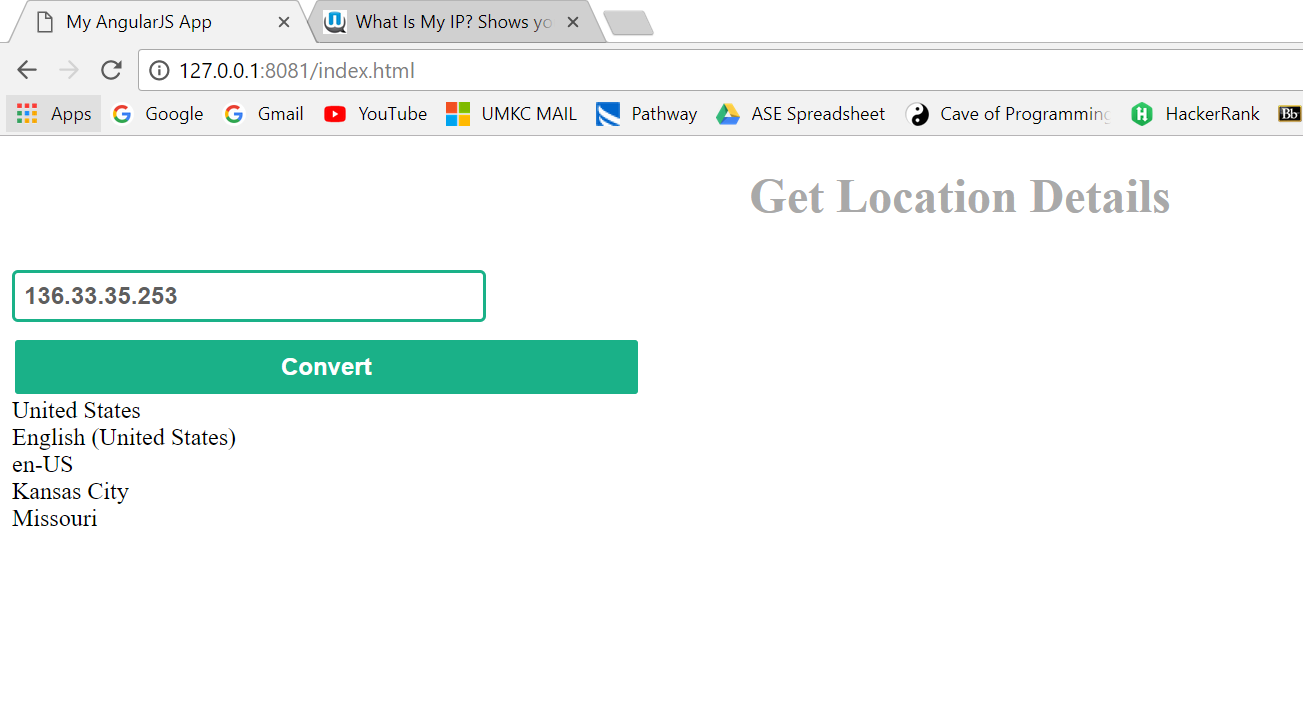 My AngularJS App What Is My IP? Shows yo
127.0.0.1:8081/index.html
Apps Google Gmail YouTube UMKC MAIL Pathway ASE Spreadsheet Cave of Programming HackerRank Bb
Get Location Details
136.33.35.253
Convert
United States
English (United States)
en-US
Kansas City
Missouri